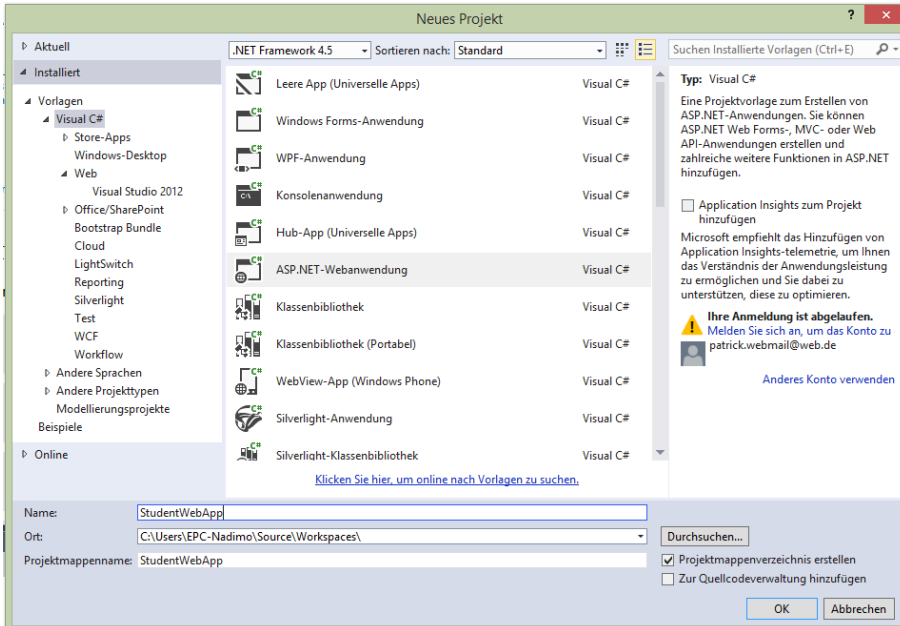 Neues Projekt
?
Aktuell
Installiert
Vorlagen
Visual C#
Store-Apps
Windows-Desktop
Web
Visual Studio 2012
Office/SharePoint
Bootstrap Bundle
Cloud
LightSwitch
Reporting
Silverlight
Test
WCF
Workflow
Andere Sprachen
Andere Projekttypen
Modellierungsprojekte
Beispiele
Online
.NET Framework 4.5
Sortieren nach:
Standard
Suchen Installierte Vorlagen (Ctrl+E)
Leere App (Universelle Apps) Visual C#
Windows Forms-Anwendung Visual C#
WPF-Anwendung Visual C#
Konsolenanwendung Visual C#
Hub-App (Universelle Apps) Visual C#
ASP.NET-Webanwendung Visual C#
Klassenbibliothek Visual C#
Klassenbibliothek (Portabel) Visual C#
WebView-App (Windows Phone) Visual C#
Silverlight-Anwendung Visual C#
Silverlight-Klassenbibliothek Visual C#
Klicken Sie hier, um online nach Vorlagen zu suchen.
Typ: Visual C#
Eine Projektvorlage zum Erstellen von
ASP.NET-Anwendungen. Sie können
ASP.NET Web Forms-, MVC- oder Web
API-Anwendungen erstellen und
zahlreiche weitere Funktionen in ASP.NET
hinzufügen.
Application Insights zum Projekt
hinzufügen
Microsoft empfiehlt das Hinzufügen von
Application Insights-telemetrie, um Ihnen
das Verständnis der Anwendungsleistung
zu ermöglichen und Sie dabei zu
unterstützen, diese zu optimieren.
Ihre Anmeldung ist abgelaufen.
Melden Sie sich an, um das Konto zu
patrick.webmail@web.de
Anderes Konto verwenden
Name: StudentWebApp
Ort: C:\Users\EPC-Nadimo\Source\Workspaces\
Durchsuchen...
Projektmappenname: StudentWebApp
Projektmappenverzeichnis erstellen
Zur Quellcodeverwaltung hinzufügen
OK
Abbrechen